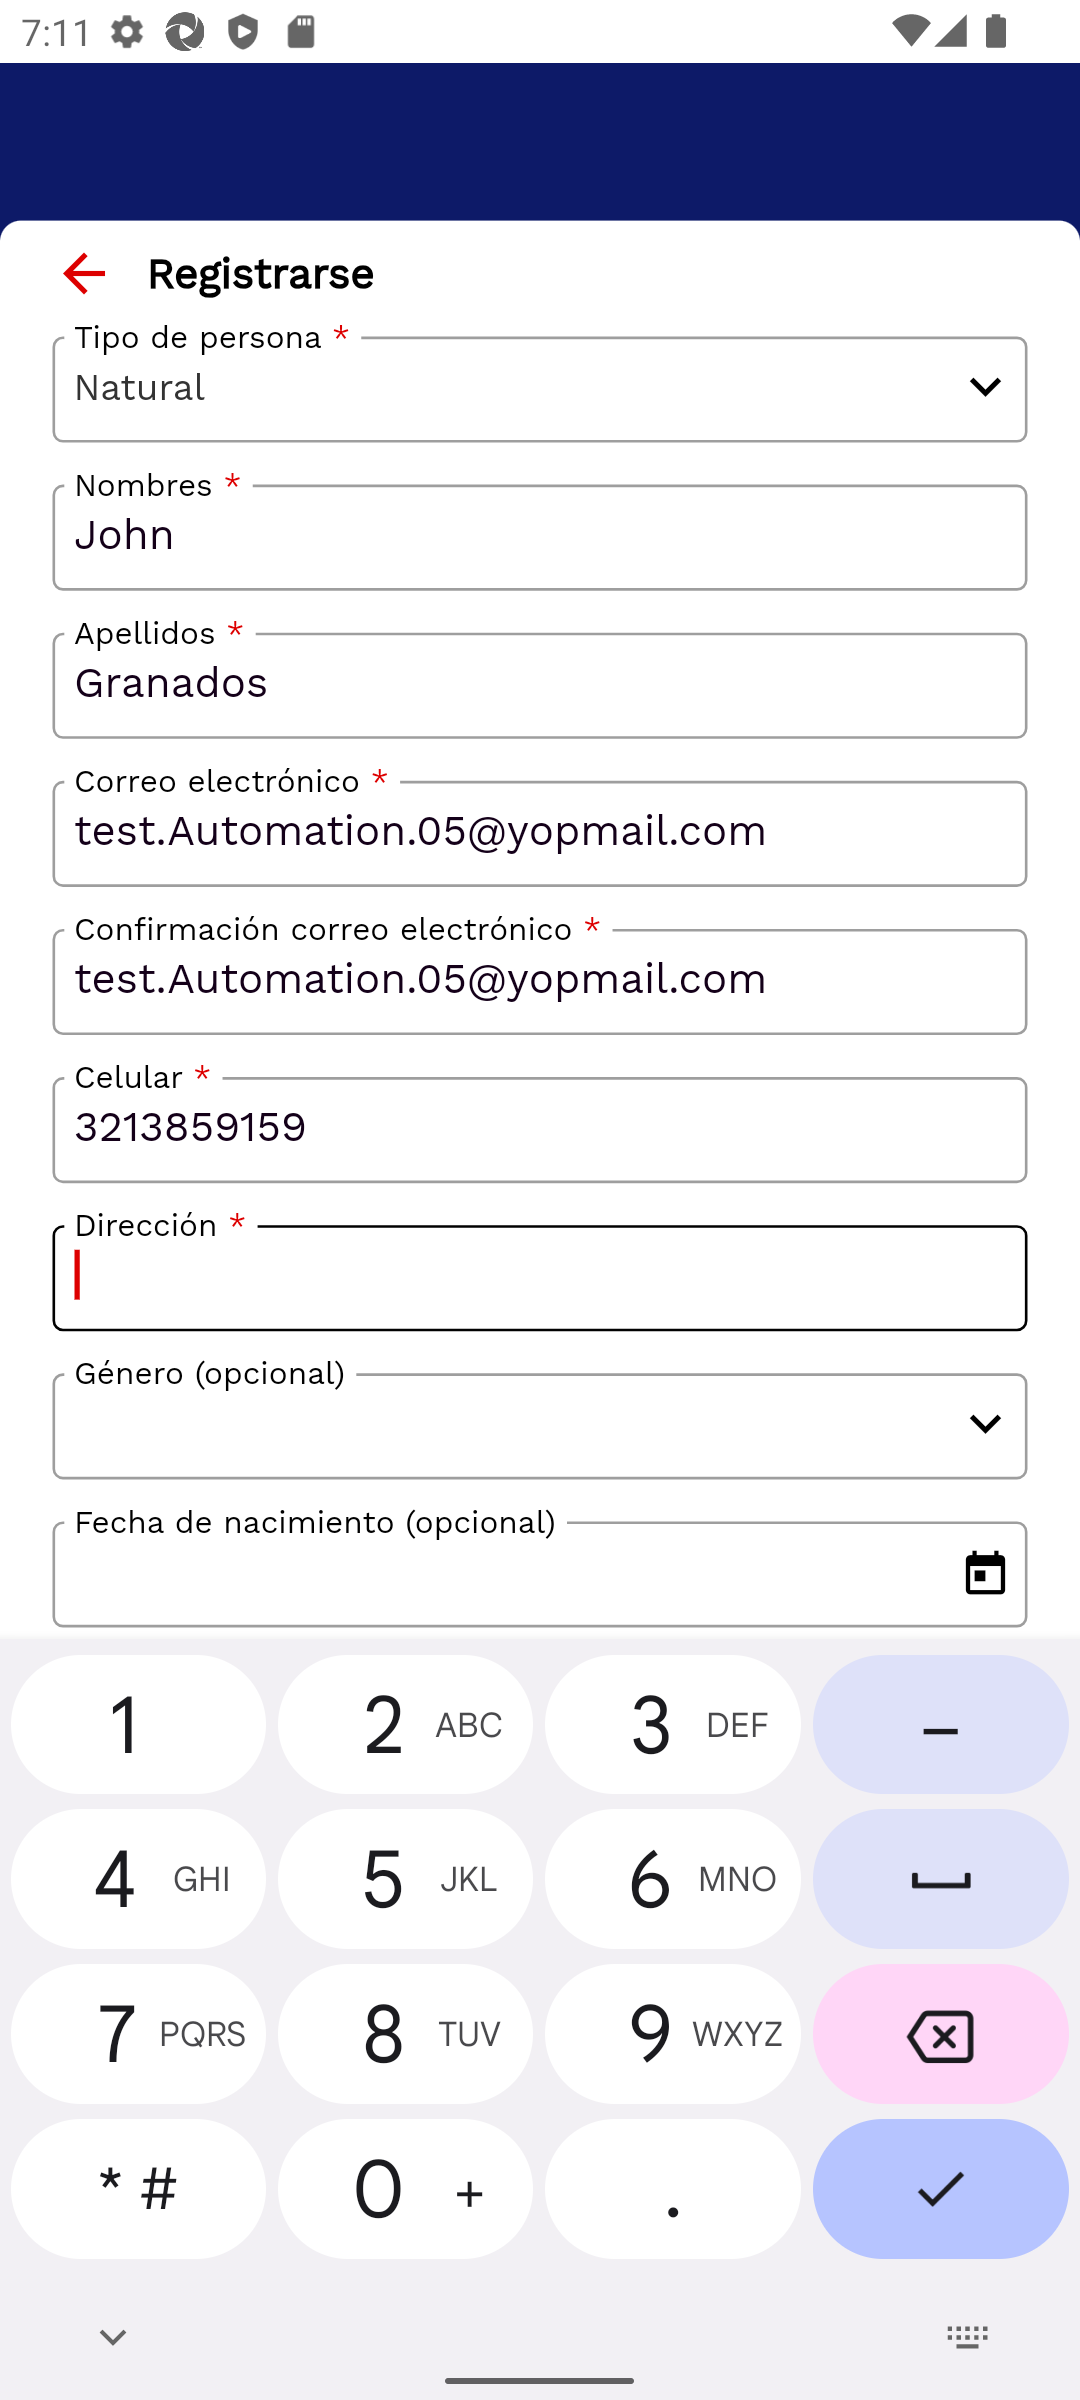 7:11
Registrarse
Tipo de persona *
Natural
Nombres *
John
Apellidos *
Granados
Correo electrónico *
test.Automation.05@yopmail.com
Confirmación correo electrónico *
test.Automation.05@yopmail.com
Celular *
3213859159
Dirección *
Género (opcional)
Fecha de nacimiento (opcional)
1 2 ABC 3 DEF –
4 GHI 5 JKL 6 MNO
7 PQRS 8 TUV 9 WXYZ
* # 0 + .